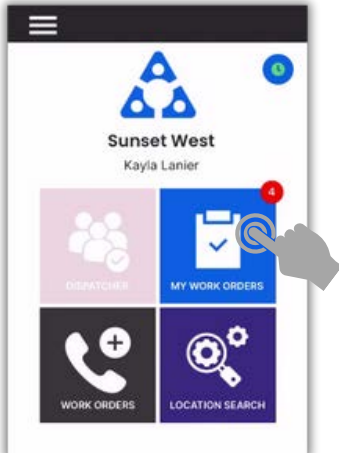 Sunset West
Kayla Lanier
4
DISPATCHER
MY WORK ORDERS
WORK ORDERS
LOCATION SEARCH